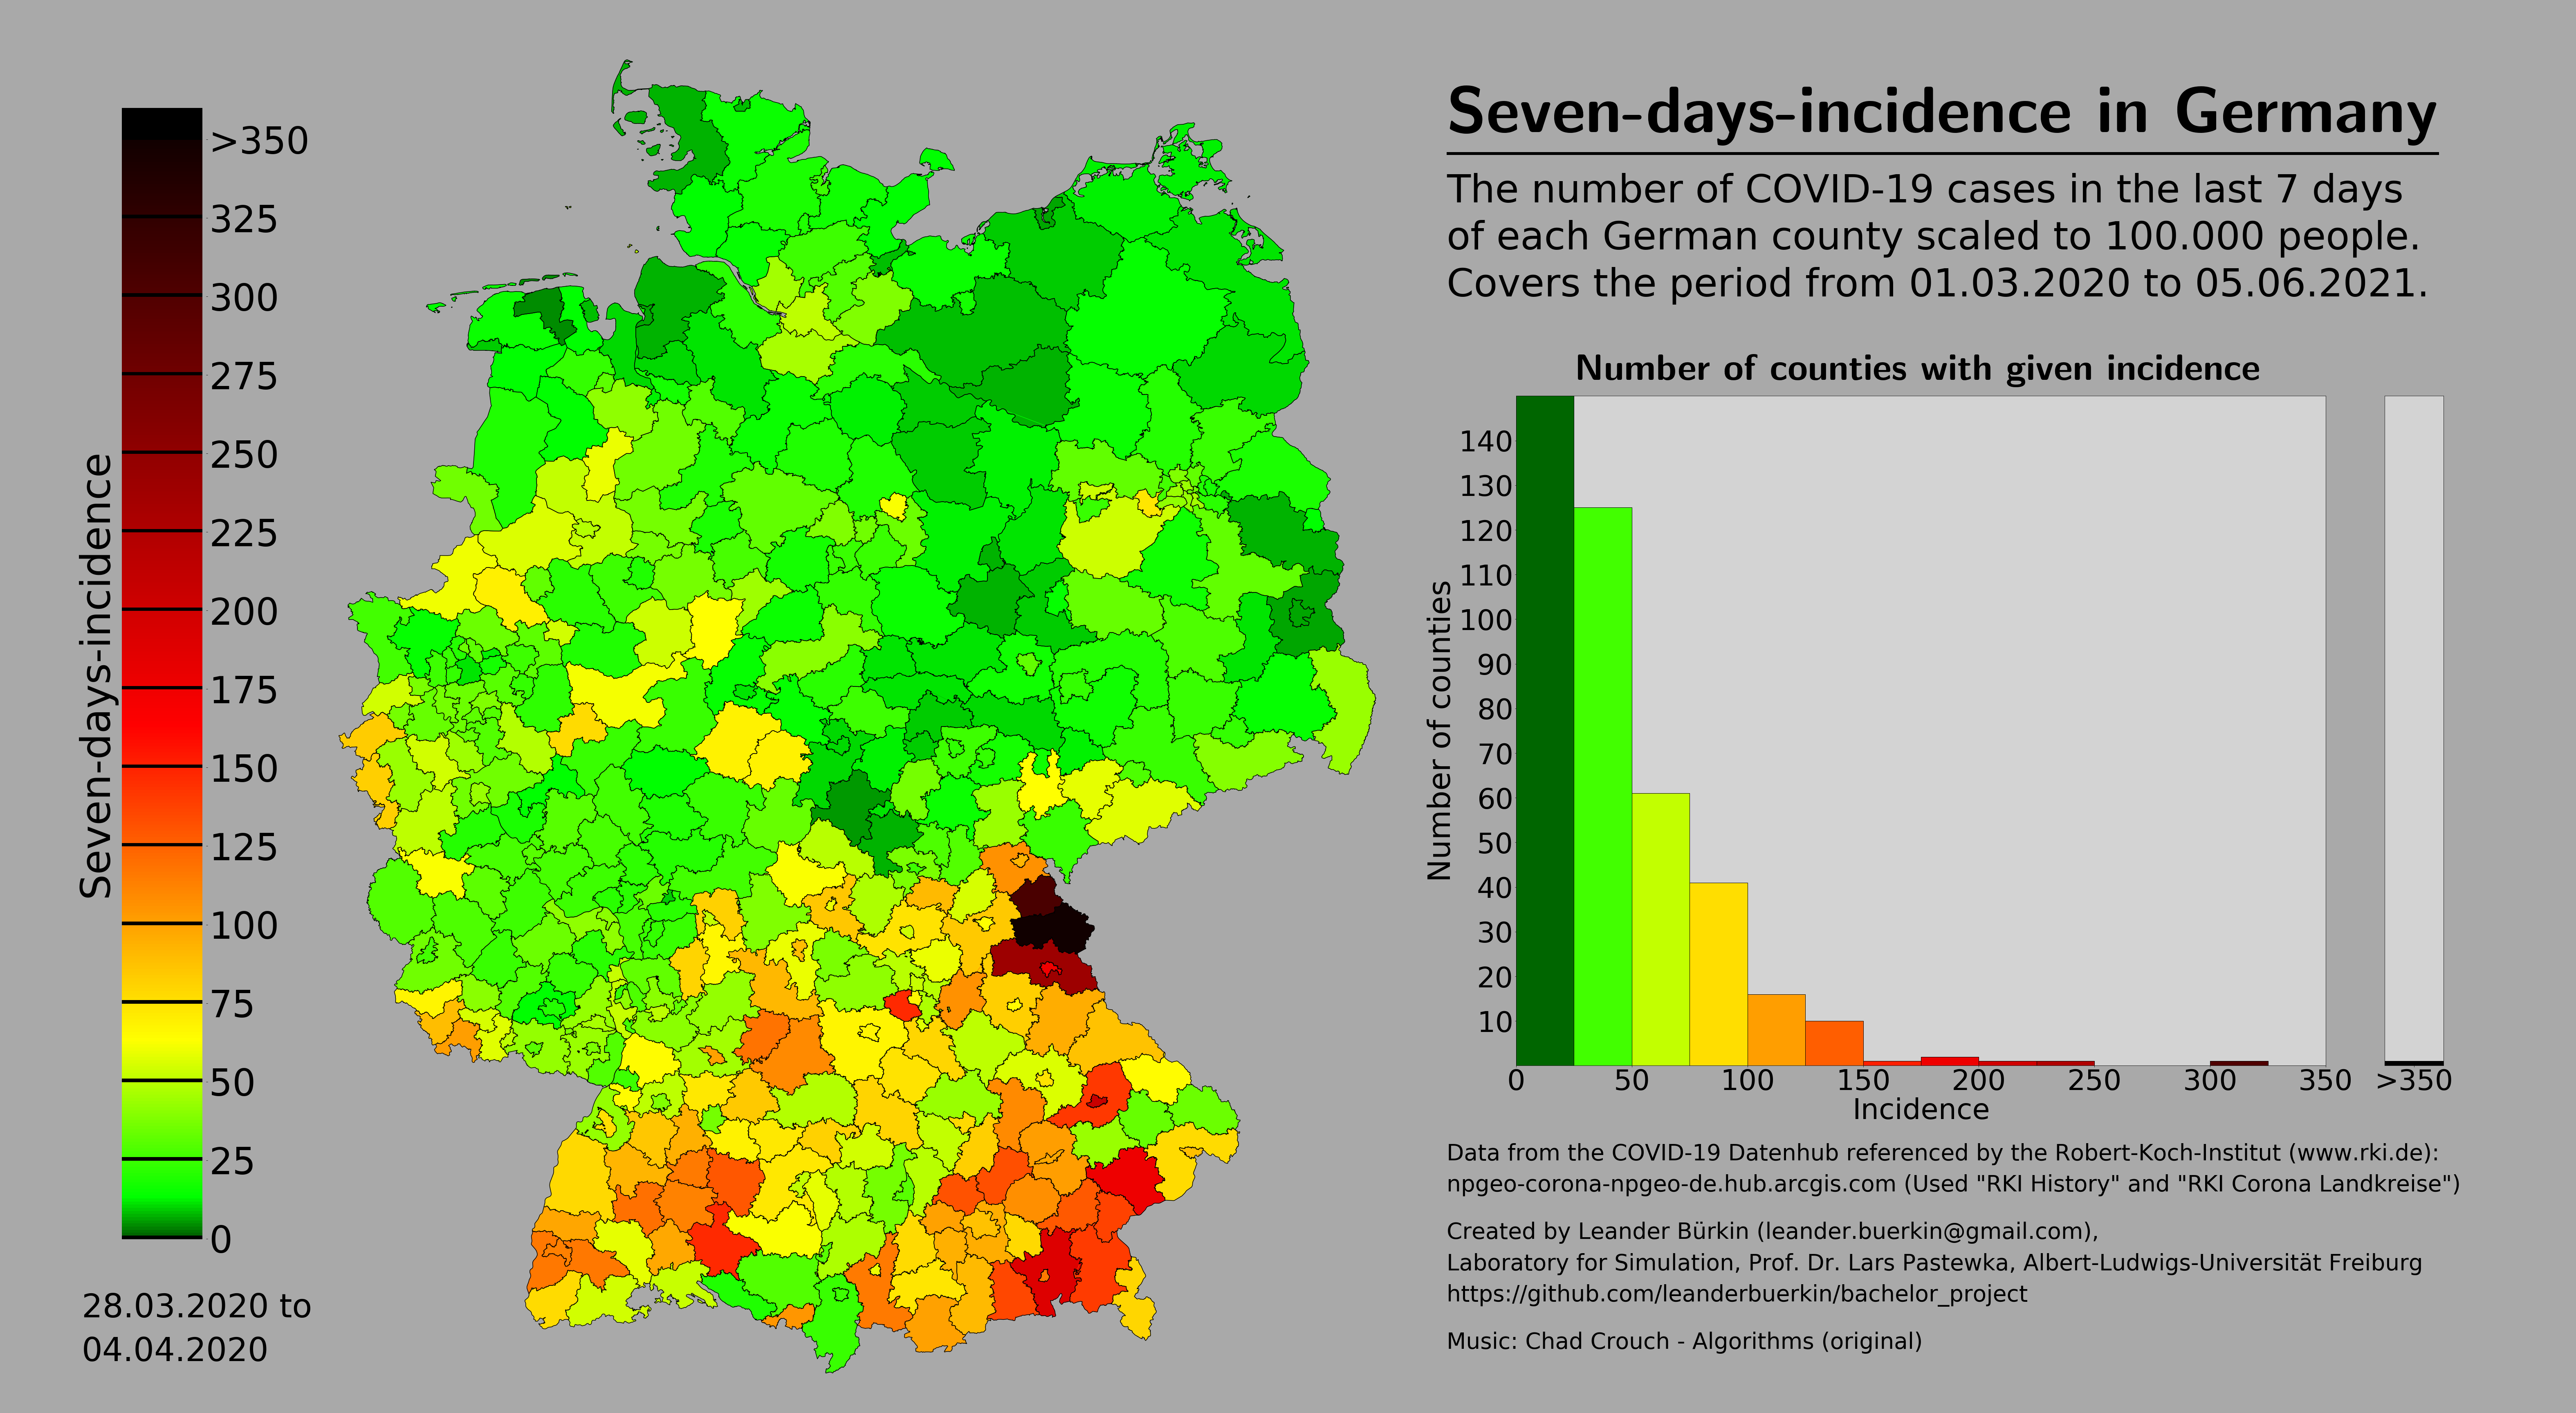 Seven-days-incidence in Germany
The number of COVID-19 cases in the last 7 days
of each German county scaled to 100.000 people.
Covers the period from 01.03.2020 to 05.06.2021.
Seven-days-incidence
>350
325
300
275
250
225
200
175
150
125
100
75
50
25
0
28.03.2020 to
04.04.2020
Number of counties with given incidence
Number of counties
140
130
120
110
100
90
80
70
60
50
40
30
20
10
0 50 100 150 200 250 300 350 >350
Incidence
Data from the COVID-19 Datenhub referenced by the Robert-Koch-Institut (www.rki.de):
npgeo-corona-npgeo-de.hub.arcgis.com (Used "RKI History" and "RKI Corona Landkreise")
Created by Leander Bürkin (leander.buerkin@gmail.com),
Laboratory for Simulation, Prof. Dr. Lars Pastewka, Albert-Ludwigs-Universität Freiburg
https://github.com/leanderbuerkin/bachelor_project
Music: Chad Crouch - Algorithms (original)